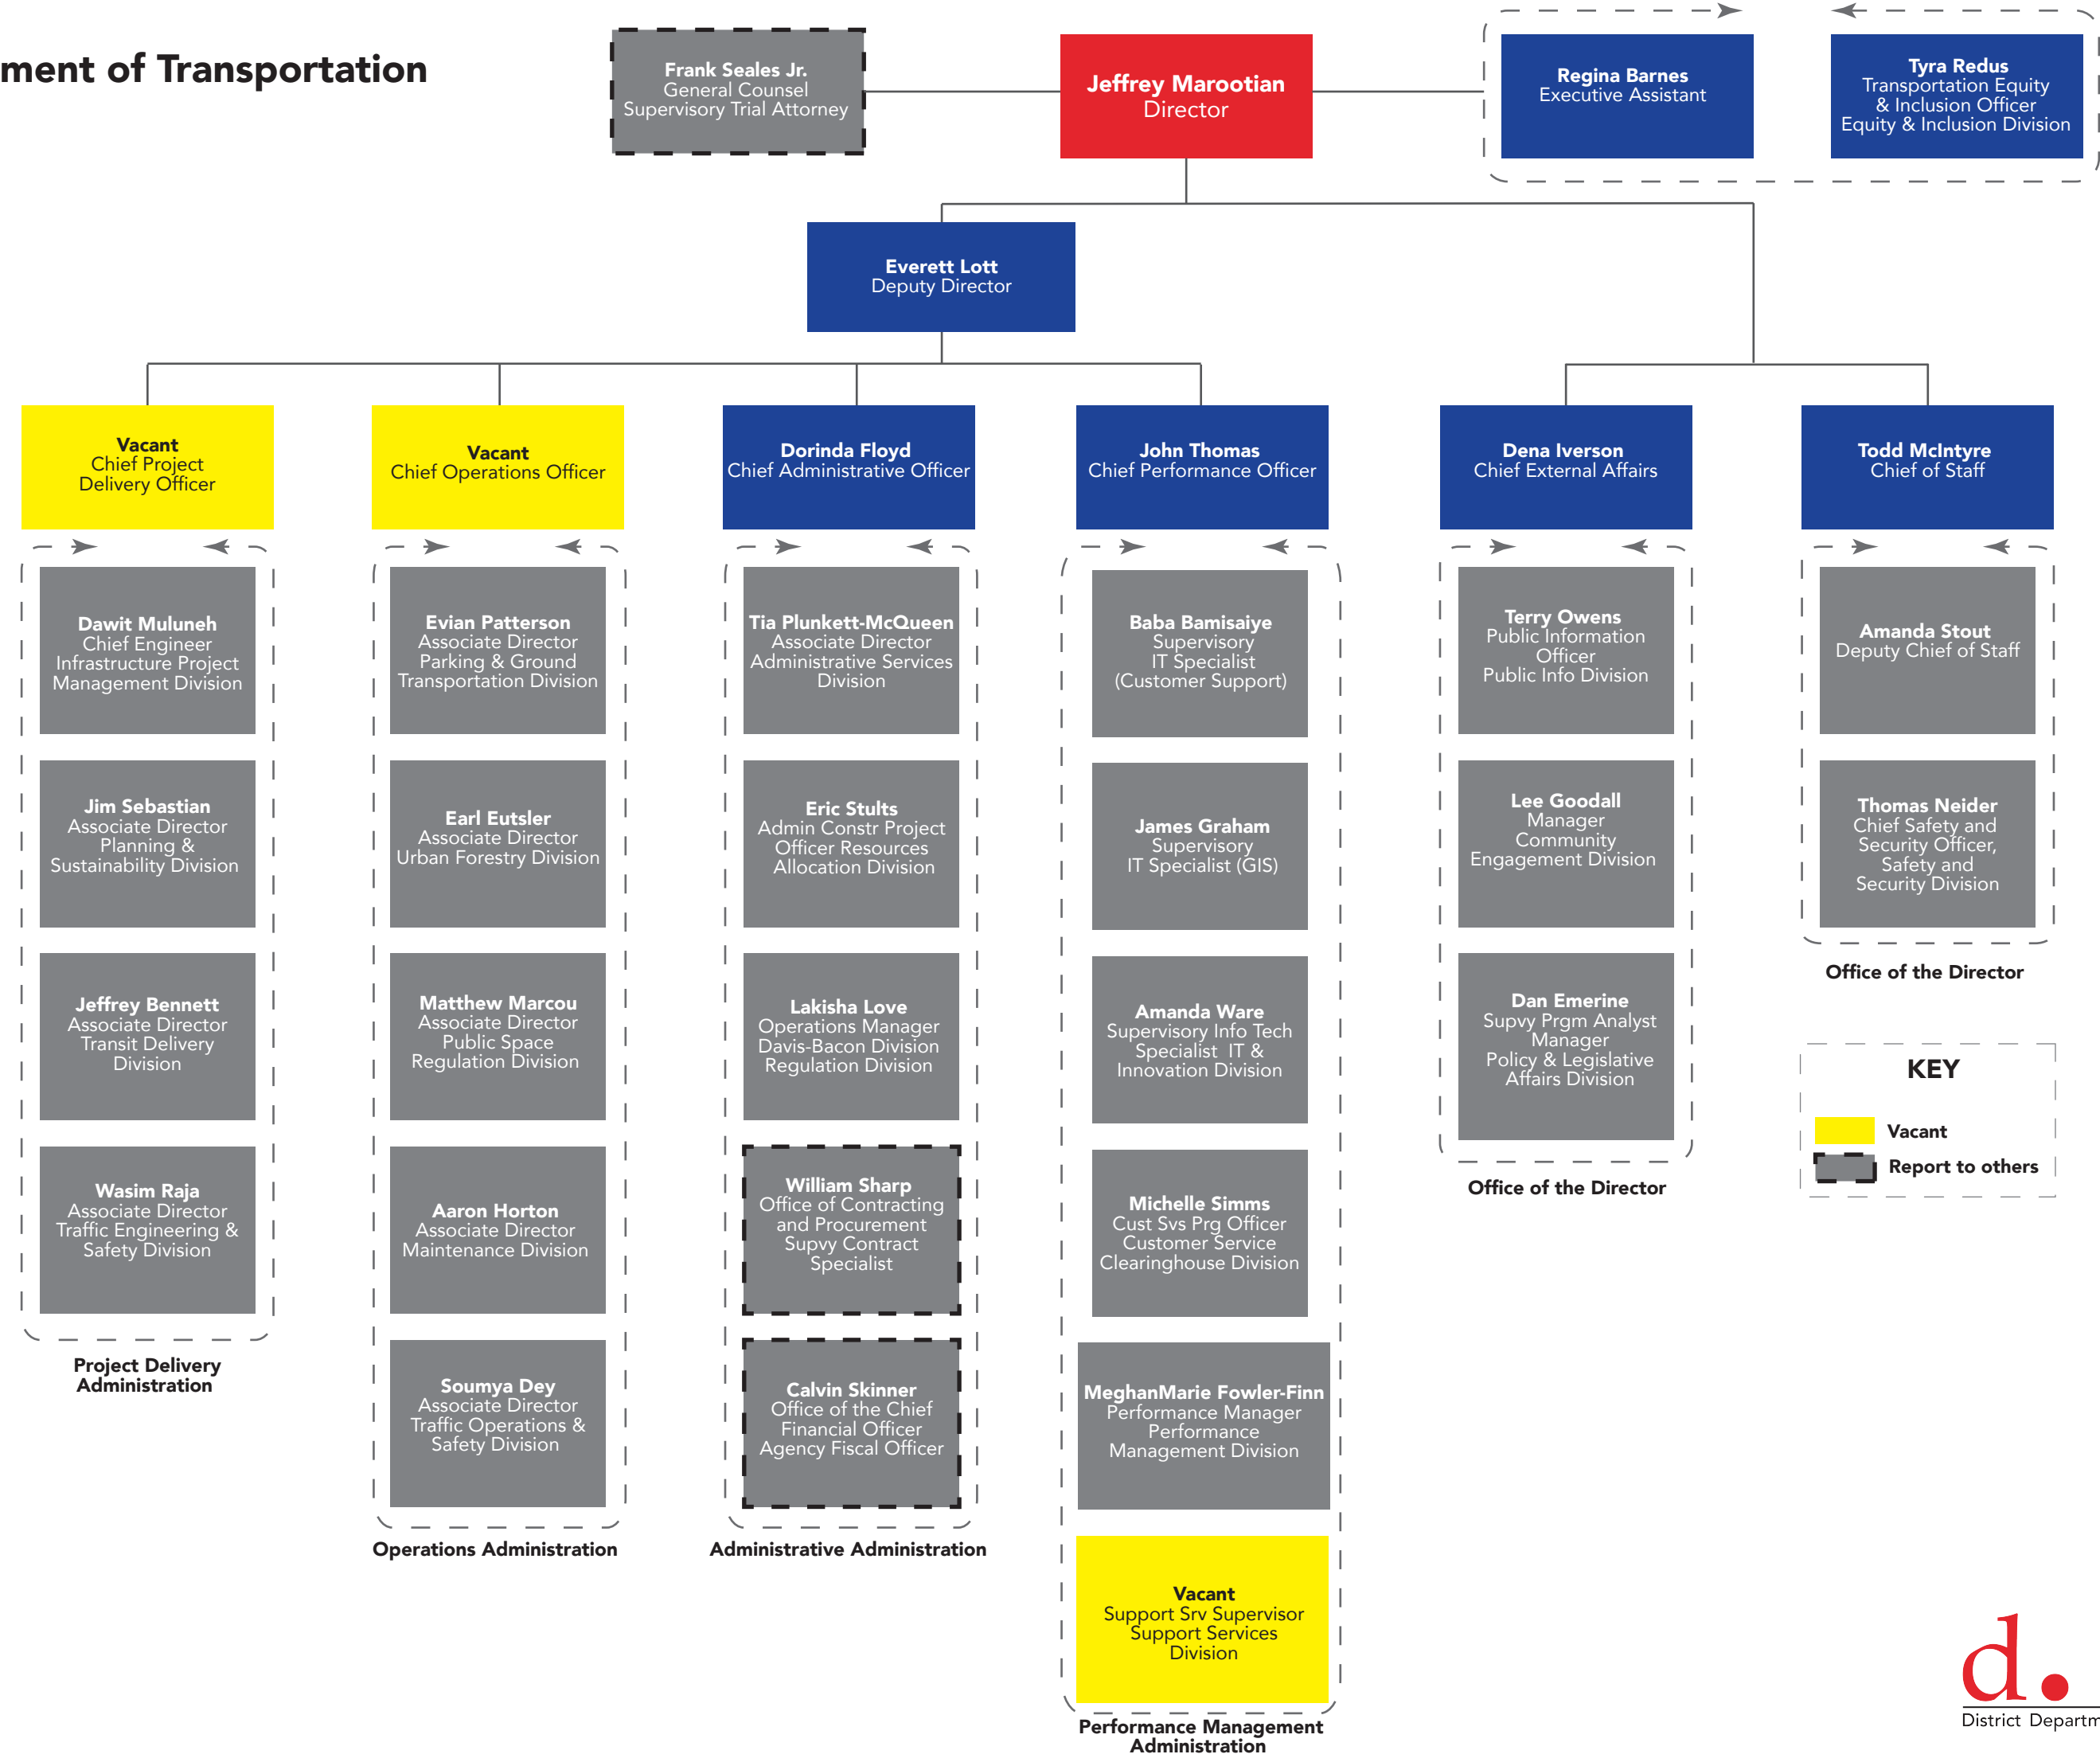 ment of Transportation
Frank Seales Jr.
General Counsel
Supervisory Trial Attorney
Jeffrey Marootian
Director
Regina Barnes
Executive Assistant
Tyra Redus
Transportation Equity
& Inclusion Officer
Equity & Inclusion Division
Everett Lott
Deputy Director
Vacant
Chief Project
Delivery Officer
Vacant
Chief Operations Officer
Dorinda Floyd
Chief Administrative Officer
John Thomas
Chief Performance Officer
Dena Iverson
Chief External Affairs
Todd McIntyre
Chief of Staff
Dawit Muluneh
Chief Engineer
Infrastructure Project
Management Division
Jim Sebastian
Associate Director
Planning &
Sustainability Division
Jeffrey Bennett
Associate Director
Transit Delivery
Division
Wasim Raja
Associate Director
Traffic Engineering &
Safety Division
Project Delivery
Administration
Evian Patterson
Associate Director
Parking & Ground
Transportation Division
Earl Eutsler
Associate Director
Urban Forestry Division
Matthew Marcou
Associate Director
Public Space
Regulation Division
Aaron Horton
Associate Director
Maintenance Division
Soumya Dey
Associate Director
Traffic Operations &
Safety Division
Operations Administration
Tia Plunkett-McQueen
Associate Director
Administrative Services
Division
Eric Stults
Admin Constr Project
Officer Resources
Allocation Division
Lakisha Love
Operations Manager
Davis-Bacon Division
Regulation Division
William Sharp
Office of Contracting
and Procurement
Supvy Contract
Specialist
Calvin Skinner
Office of the Chief
Financial Officer
Agency Fiscal Officer
Administrative Administration
Baba Bamisaiye
Supervisory
IT Specialist
(Customer Support)
James Graham
Supervisory
IT Specialist (GIS)
Amanda Ware
Supervisory Info Tech
Specialist IT &
Innovation Division
Michelle Simms
Cust Svs Prg Officer
Customer Service
Clearinghouse Division
MeghanMarie Fowler-Finn
Performance Manager
Performance
Management Division
Vacant
Support Srv Supervisor
Support Services
Division
Performance Management
Administration
Terry Owens
Public Information
Officer
Public Info Division
Lee Goodall
Manager
Community
Engagement Division
Dan Emerine
Supvy Prgm Analyst
Manager
Policy & Legislative
Affairs Division
Office of the Director
Amanda Stout
Deputy Chief of Staff
Thomas Neider
Chief Safety and
Security Officer,
Safety and
Security Division
Office of the Director
KEY
Vacant
Report to others
d.
District Departm